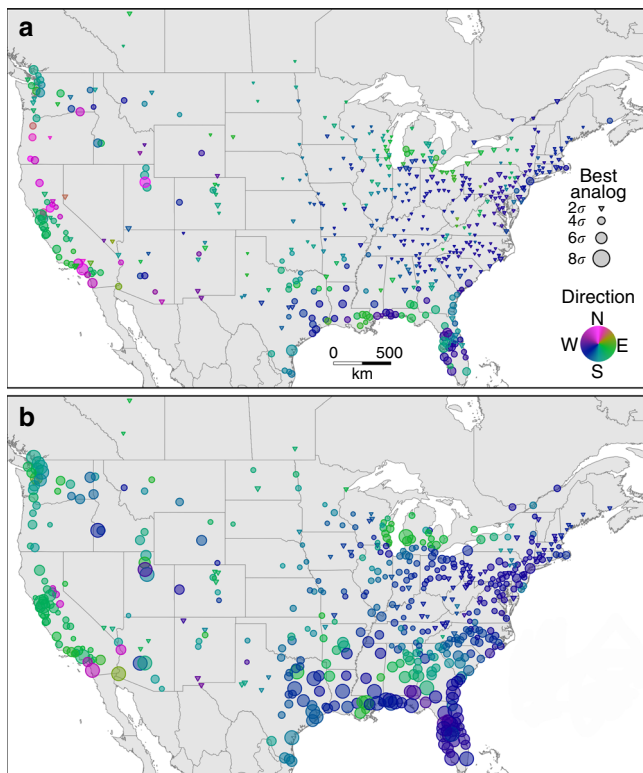 a
Best
analog
2σ
4σ
6σ
8σ
Direction
N
W E
S
0 500
km
b